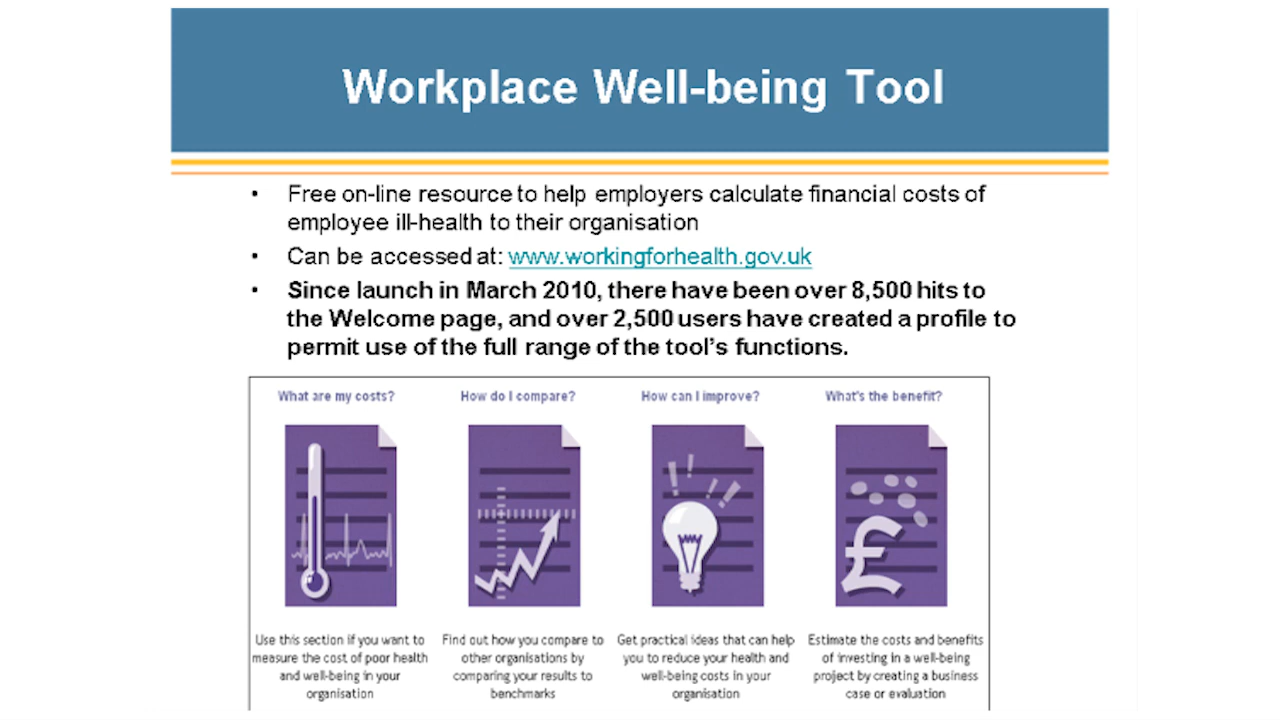 Workplace Well-being Tool
• Free on-line resource to help employers calculate financial costs of
employee ill-health to their organisation
• Can be accessed at: www.workingforhealth.gov.uk
• Since launch in March 2010, there have been over 8,500 hits to
the Welcome page, and over 2,500 users have created a profile to
permit use of the full range of the tool's functions.
What are my costs?
How do I compare?
How can I improve?
What's the benefit?
£
Use this section if you want to
measure the cost of poor health
and well-being in your
organisation
Find out how you compare to
other organisations by
comparing your results to
benchmarks
Get practical ideas that can help
you to reduce your health and
well-being costs in your
organisation
Estimate the costs and benefits
of investing in a well-being
project by creating a business
case or evaluation